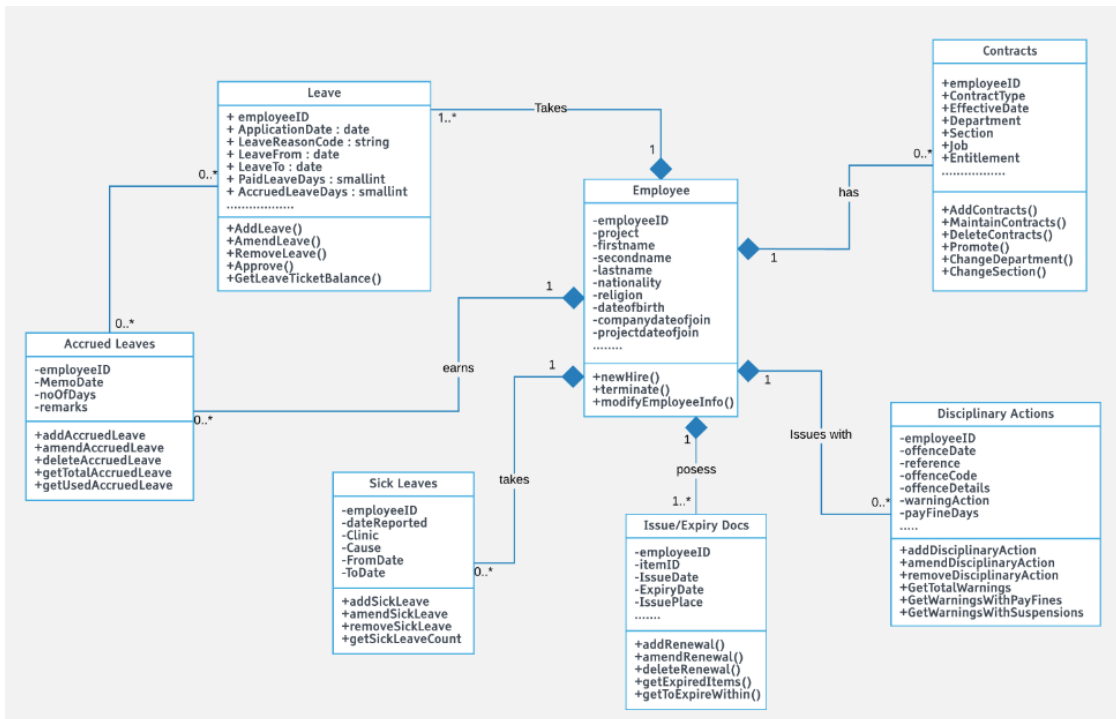 Contracts
+employeeID
+ContractType
+EffectiveDate
+Department
+Section
+Job
+Entitlement
..................
+AddContracts()
+MaintainContracts()
+DeleteContracts()
+Promote()
+ChangeDepartment()
+ChangeSection()
Leave
+ employeeID
+ ApplicationDate : date
+ LeaveReasonCode : string
+ LeaveFrom : date
+ LeaveTo : date
+ PaidLeaveDays : smallint
+ AccruedLeaveDays : smallint
...................
+AddLeave()
+AmendLeave()
+RemoveLeave()
+Approve()
+GetLeaveTicketBalance()
Takes
1..*
1
0..*
0..*
has
0..*
1
Employee
-employeeID
-project
-firstname
-secondname
-lastname
-nationality
-religion
-dateofbirth
-companydateofjoin
-projectdateofjoin
........
+newHire()
+terminate()
+modifyEmployeeInfo()
1
earns
0..*
Accrued Leaves
-employeeID
-MemoDate
-noOfDays
-remarks
+addAccruedLeave
+amendAccruedLeave
+deleteAccruedLeave
+getTotalAccruedLeave
+getUsedAccruedLeave
1
takes
0..*
Sick Leaves
-employeeID
-dateReported
-Clinic
-Cause
-FromDate
-ToDate
+addSickLeave
+amendSickLeave
+removeSickLeave
+getSickLeaveCount
1
posess
1..*
Issue/Expiry Docs
-employeeID
-itemID
-IssueDate
-ExpiryDate
-IssuePlace
.......
+addRenewal()
+amendRenewal()
+deleteRenewal()
+getExpiredItems()
+getToExpireWithin()
1
Issues with
0..*
Disciplinary Actions
-employeeID
-offenceDate
-reference
-offenceCode
-offenceDetails
-warningAction
-payFineDays
.....
+addDisciplinaryAction
+amendDisciplinaryAction
+removeDisciplinaryAction
+GetTotalWarnings
+GetWarningsWithPayFines
+GetWarningsWithSuspensions